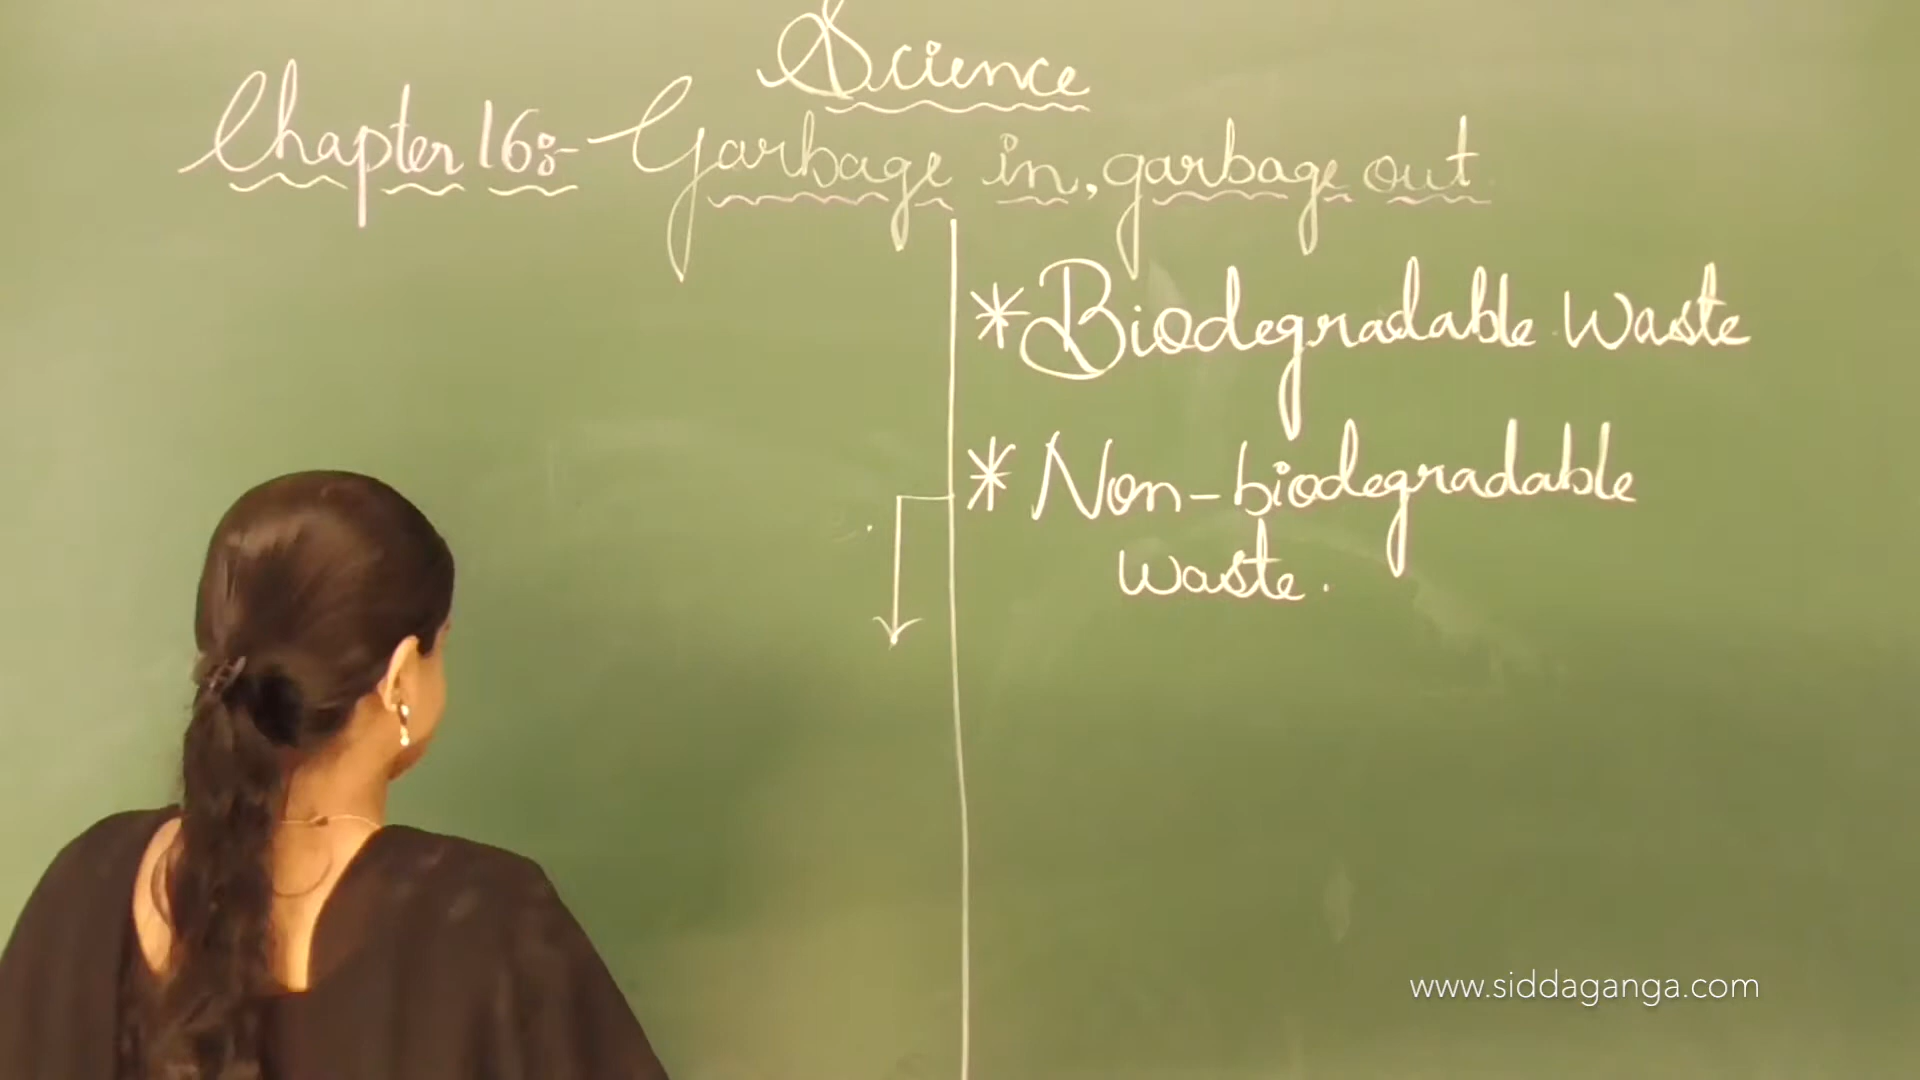 Science
Chapter 16:- Garbage in, garbage out.
* Biodegradable Waste
* Non-biodegradable
waste.
www.siddaganga.com